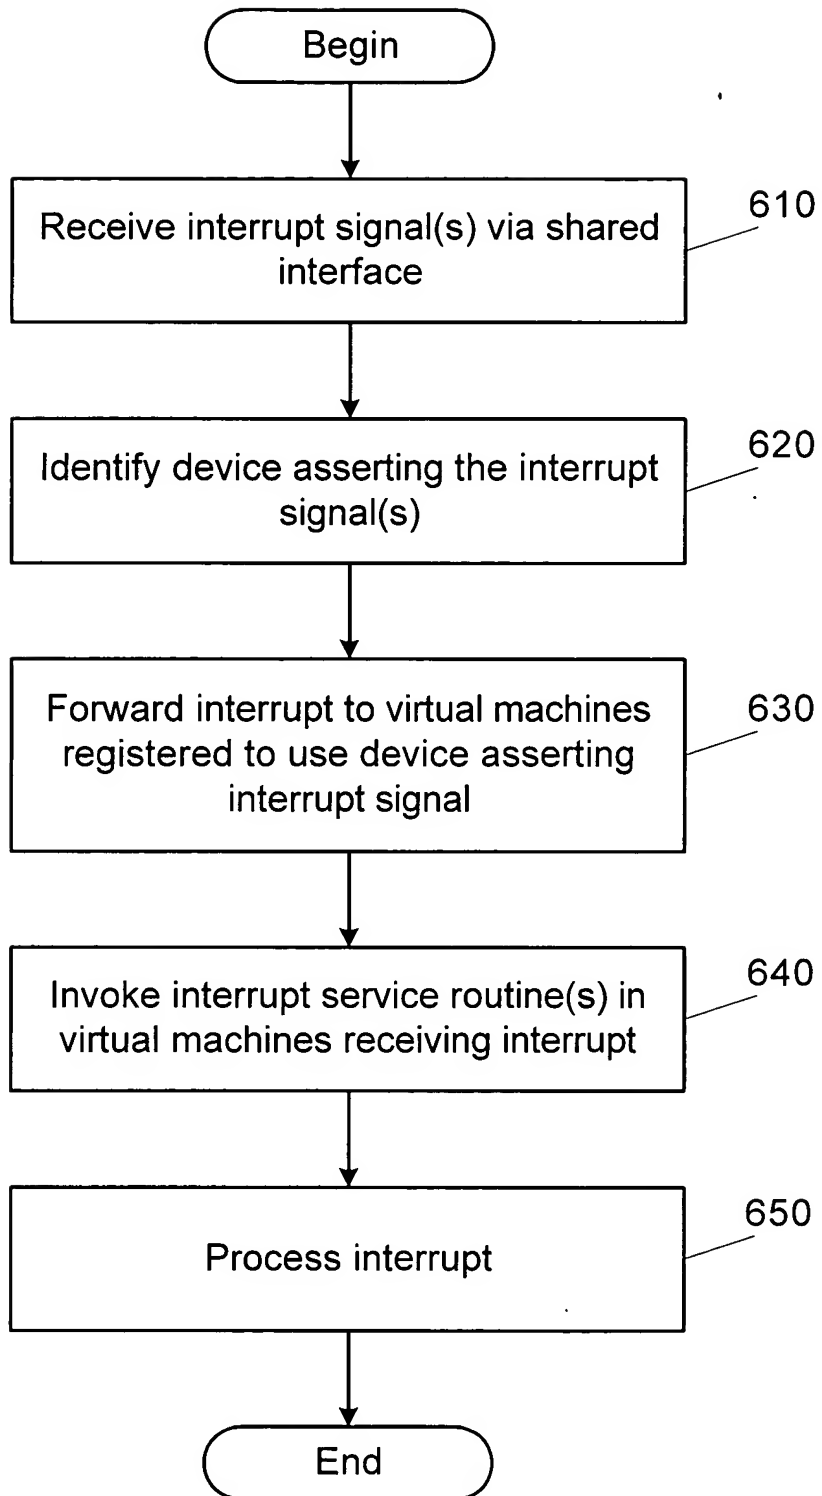 Begin
Receive interrupt signal(s) via shared
interface
610
Identify device asserting the interrupt
signal(s)
620
Forward interrupt to virtual machines
registered to use device asserting
interrupt signal
630
Invoke interrupt service routine(s) in
virtual machines receiving interrupt
640
Process interrupt
650
End